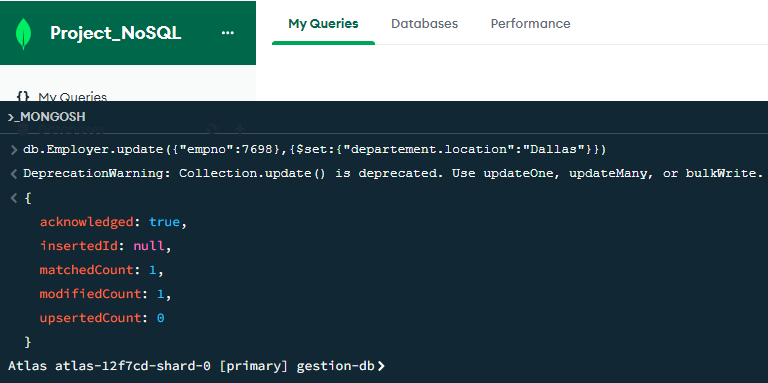 Project_NoSQL ...
My Queries Databases Performance
{} My Queries
>_MONGOSH
> db.Employer.update({"empno":7698},{$set:{"departement.location":"Dallas"}})
< DeprecationWarning: Collection.update() is deprecated. Use updateOne, updateMany, or bulkWrite.
< {
acknowledged: true,
insertedId: null,
matchedCount: 1,
modifiedCount: 1,
upsertedCount: 0
}
Atlas atlas-12f7cd-shard-0 [primary] gestion-db>